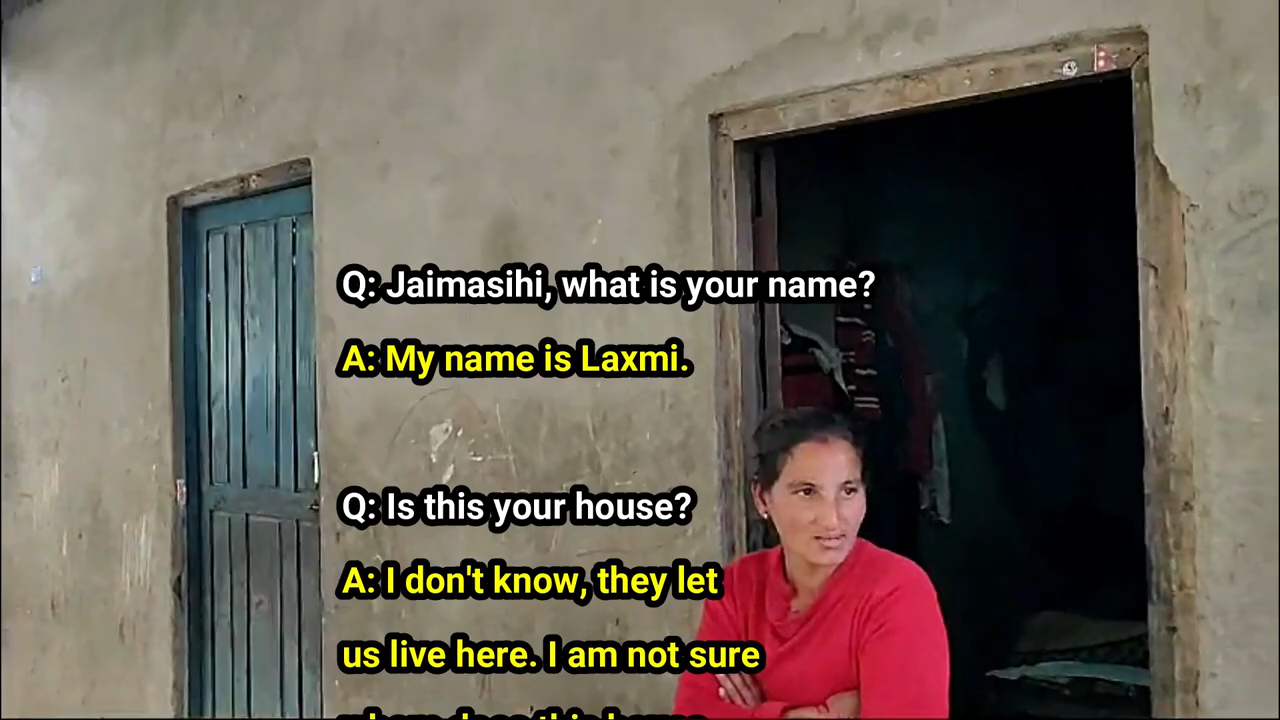 Q: Jaimasihi, what is your name?
A: My name is Laxmi.
Q: Is this your house?
A: I don't know, they let
us live here. I am not sure